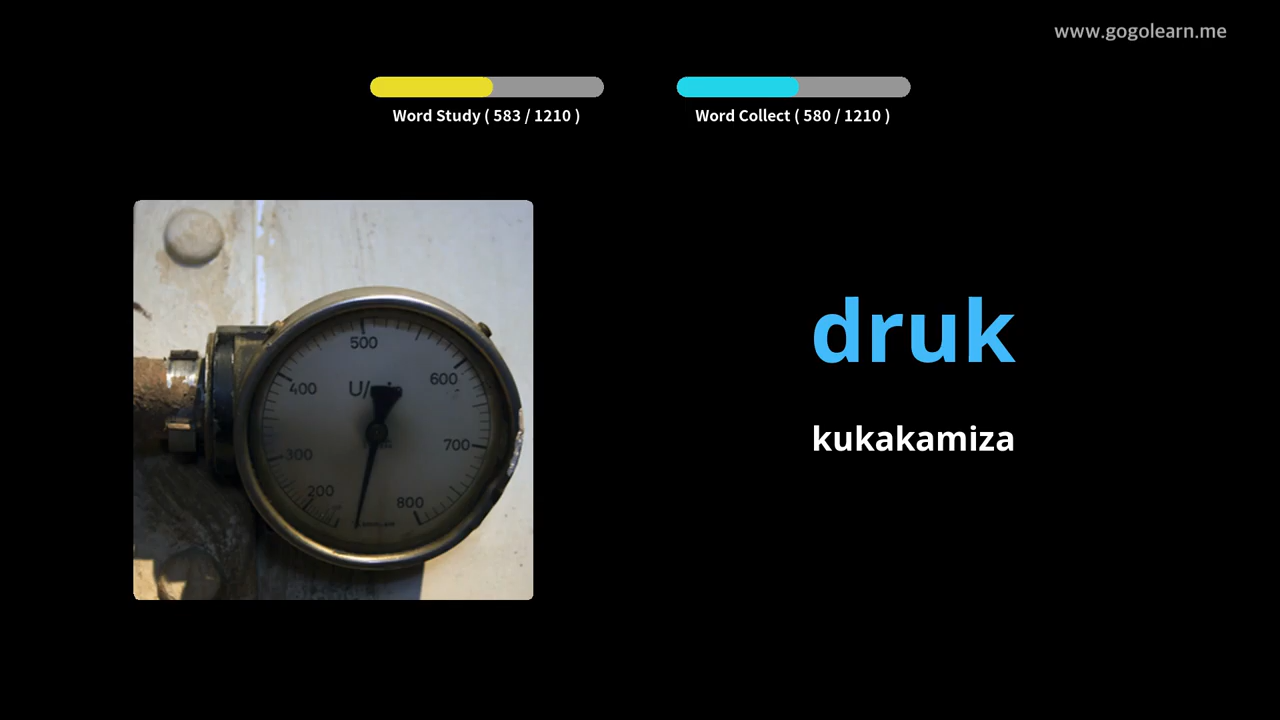 www.gogolearn.me
Word Study ( 583 / 1210 )
Word Collect ( 580 / 1210 )
500
400
600
300
700
200
800
druk
kukakamiza